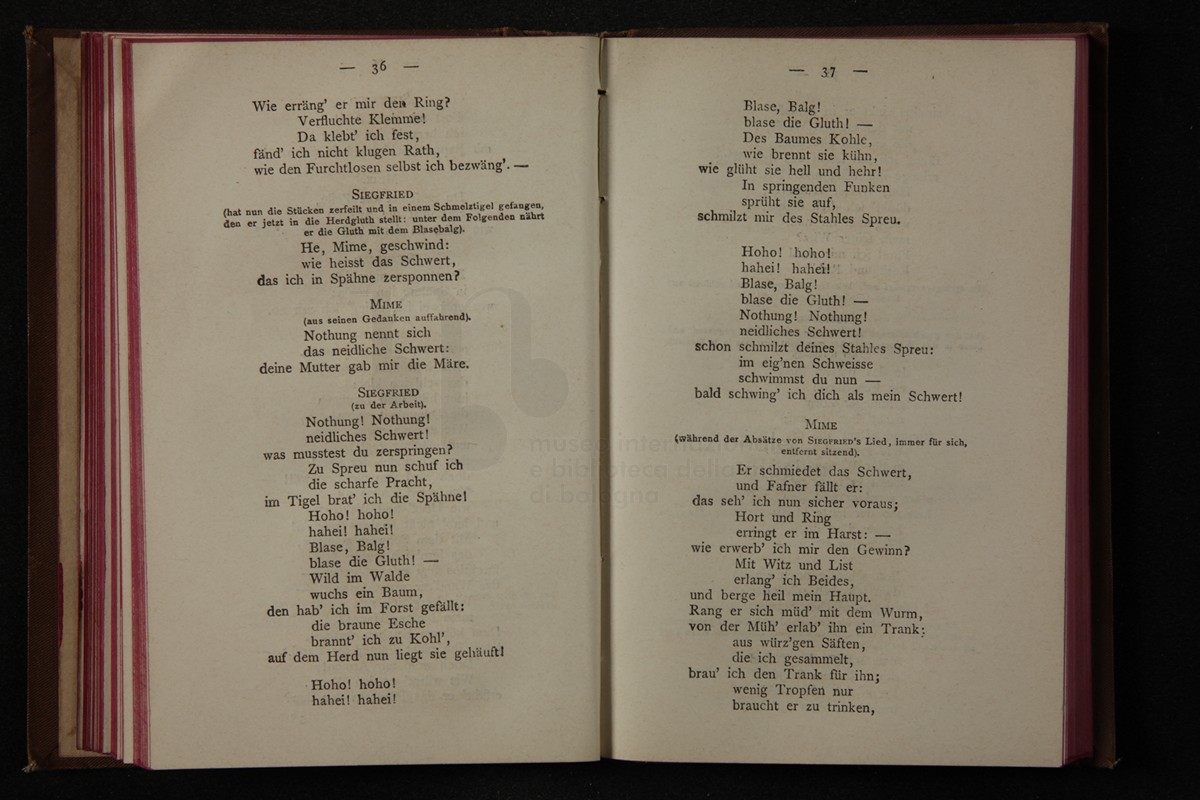 — 36 —
Wie erräng' er mir den Ring?
Verfluchte Klemme!
Da klebt' ich fest,
fänd' ich nicht klugen Rath,
wie den Furchtlosen selbst ich bezwäng'. —
SIEGFRIED
(hat nun die Stücken zerfeilt und in einem Schmelztigel gefangen,
den er jetzt in die Herdgluth stellt: unter dem Folgenden nährt
er die Gluth mit dem Blasebalg).
He, Mime, geschwind:
wie heisst das Schwert,
das ich in Spähne zersponnen?
MIME
(aus seinen Gedanken auffahrend).
Nothung nennt sich
das neidliche Schwert:
deine Mutter gab mir die Märe.
SIEGFRIED
(zu der Arbeit).
Nothung! Nothung!
neidliches Schwert!
was musstest du zerspringen?
Zu Spreu nun schuf ich
die scharfe Pracht,
im Tigel brat' ich die Spähne!
Hoho! hoho!
hahei! hahei!
Blase, Balg!
blase die Gluth! —
Wild im Walde
wuchs ein Baum,
den hab' ich im Forst gefällt:
die braune Esche
brannt' ich zu Kohl',
auf dem Herd nun liegt sie gehäuft!
Hoho! hoho!
hahei! hahei!
— 37 —
Blase, Balg!
blase die Gluth! —
Des Baumes Kohle,
wie brennt sie kühn,
wie glüht sie hell und hehr!
In springenden Funken
sprüht sie auf,
schmilzt mir des Stahles Spreu.
Hoho! hoho!
hahei! hahei!
Blase, Balg!
blase die Gluth! —
Nothung! Nothung!
neidliches Schwert!
schon schmilzt deines Stahles Spreu:
im eig'nen Schweisse
schwimmst du nun —
bald schwing' ich dich als mein Schwert!
MIME
(während der Absätze von SIEGFRIED'S Lied, immer für sich,
entfernt sitzend).
Er schmiedet das Schwert,
und Fafner fällt er:
das seh' ich nun sicher voraus;
Hort und Ring
erringt er im Harst: —
wie erwerb' ich mir den Gewinn?
Mit Witz und List
erlang' ich Beides,
und berge heil mein Haupt.
Rang er sich müd' mit dem Wurm,
von der Müh' erlab' ihn ein Trank:
aus würz'gen Säften,
die ich gesammelt,
brau' ich den Trank für ihn;
wenig Tropfen nur
braucht er zu trinken,
museo internazionale
e biblioteca della
di bologna